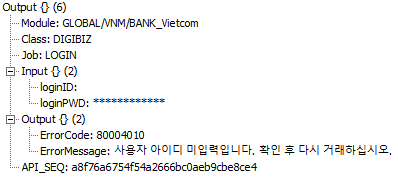 Output {} (6)
Module: GLOBAL/VNM/BANK_Vietcom
Class: DIGIBIZ
Job: LOGIN
Input {} (2)
loginID:
loginPWD: ************
Output {} (2)
ErrorCode: 80004010
ErrorMessage: 사용자 아이디 미입력입니다. 확인 후 다시 거래하십시오.
API_SEQ: a8f76a6754f54a2666bc0aeb9cbe8ce4